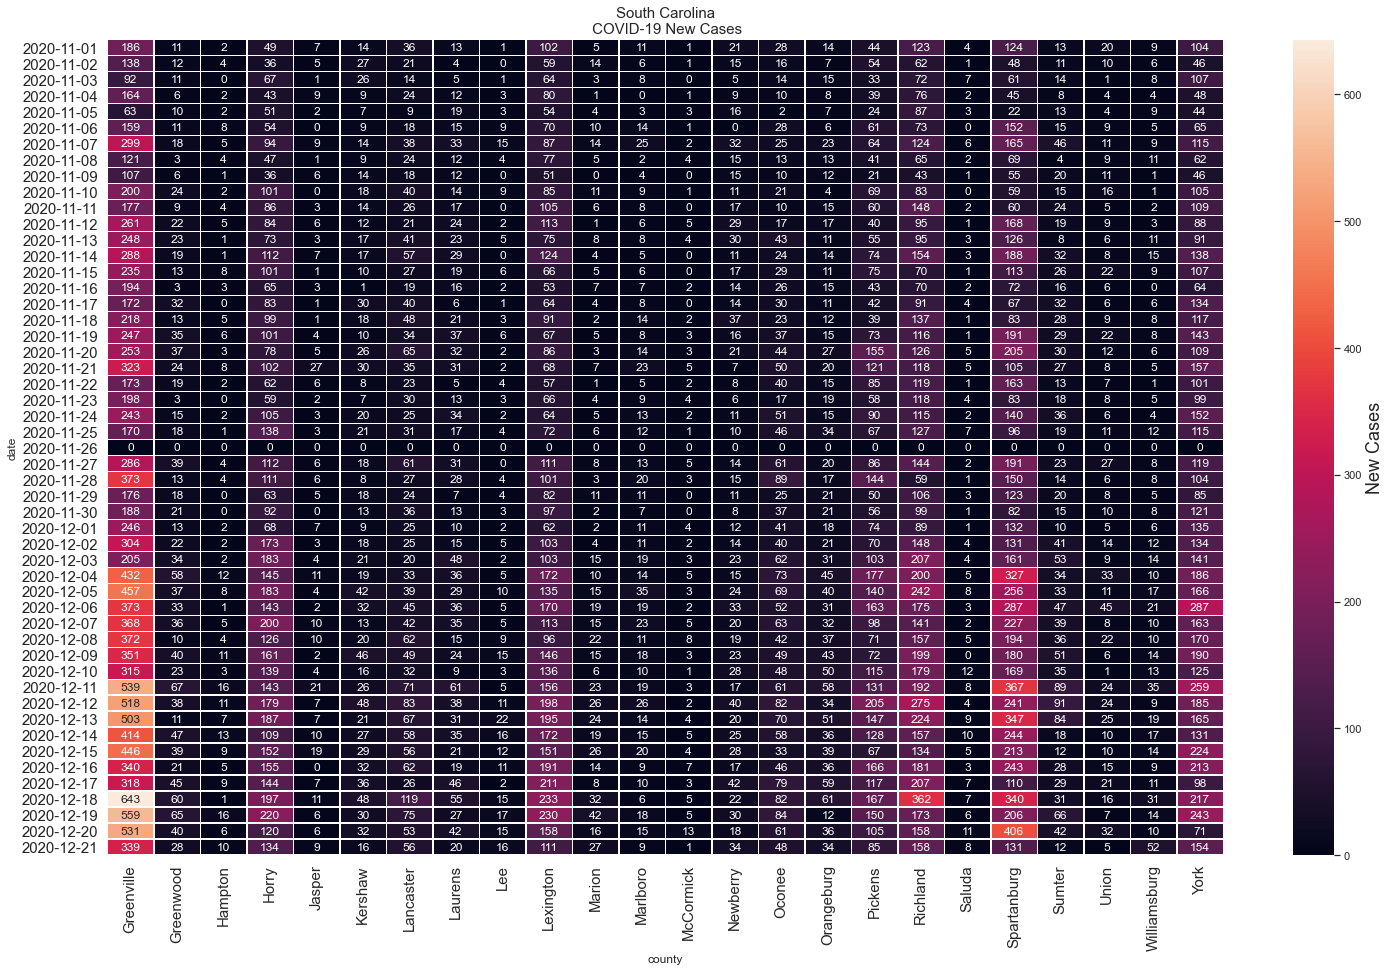 South Carolina
COVID-19 New Cases
2020-11-01 186 11 2 49 7 14 36 13 1 102 5 11 1 21 28 14 44 123 4 124 13 20 9 104
2020-11-02 138 12 4 36 5 27 21 4 0 59 14 6 1 15 16 7 54 62 1 48 11 10 6 46
2020-11-03 92 11 0 67 1 26 14 5 1 64 3 8 0 5 14 15 33 72 7 61 14 1 8 107
2020-11-04 164 6 2 43 9 9 24 12 3 80 1 0 1 9 10 8 39 76 2 45 8 4 4 48
2020-11-05 63 10 2 51 2 7 9 19 3 54 4 3 3 16 2 7 24 87 3 22 13 4 9 44
2020-11-06 159 11 8 54 0 9 18 15 9 70 10 14 1 0 28 6 61 73 0 152 15 9 5 65
2020-11-07 299 18 5 94 9 14 38 33 15 87 14 25 2 32 25 23 64 124 6 165 46 11 9 115
2020-11-08 121 3 4 47 1 9 24 12 4 77 5 2 4 15 13 13 41 65 2 69 4 9 11 62
2020-11-09 107 6 1 36 6 14 18 12 0 51 0 4 0 15 10 12 21 43 1 55 20 11 1 46
2020-11-10 200 24 2 101 0 18 40 14 9 85 11 9 1 11 21 4 69 83 0 59 15 16 1 105
2020-11-11 177 9 4 86 3 14 26 17 0 105 6 8 0 17 10 15 60 148 2 60 24 5 2 109
2020-11-12 261 22 5 84 6 12 21 24 2 113 1 6 5 29 17 17 40 95 1 168 19 9 3 88
2020-11-13 248 23 1 73 3 17 41 23 5 75 8 8 4 30 43 11 55 95 3 126 8 6 11 91
2020-11-14 288 19 1 112 7 17 57 29 0 124 4 5 0 11 24 14 74 154 3 188 32 8 15 138
2020-11-15 235 13 8 101 1 10 27 19 6 66 5 6 0 17 29 11 75 70 1 113 26 22 9 107
2020-11-16 194 3 3 65 3 1 19 16 2 53 7 7 2 14 26 15 43 70 2 72 16 6 0 64
2020-11-17 172 32 0 83 1 30 40 6 1 64 4 8 0 14 30 11 42 91 4 67 32 6 6 134
2020-11-18 218 13 5 99 1 18 48 21 3 91 2 14 2 37 23 12 39 137 1 83 28 9 8 117
2020-11-19 247 35 6 101 4 10 34 37 6 67 5 8 3 16 37 15 73 116 1 191 29 22 8 143
2020-11-20 253 37 3 78 5 26 65 32 2 86 3 14 3 21 44 27 155 126 5 205 30 12 6 109
2020-11-21 323 24 8 102 27 30 35 31 2 68 7 23 5 7 50 20 121 118 5 105 27 8 5 157
2020-11-22 173 19 2 62 6 8 23 5 4 57 1 5 2 8 40 15 85 119 1 163 13 7 1 101
2020-11-23 198 3 0 59 2 7 30 13 3 66 4 9 4 6 17 19 58 118 4 83 18 8 5 99
2020-11-24 243 15 2 105 3 20 25 34 2 64 5 13 2 11 51 15 90 115 2 140 36 6 4 152
2020-11-25 170 18 1 138 3 21 31 17 4 72 6 12 1 10 46 34 67 127 7 96 19 11 12 115
2020-11-26 0 0 0 0 0 0 0 0 0 0 0 0 0 0 0 0 0 0 0 0 0 0 0 0
2020-11-27 286 39 4 112 6 18 61 31 0 111 8 13 5 14 61 20 86 144 2 191 23 27 8 119
2020-11-28 373 13 4 111 6 8 27 28 4 101 3 20 3 15 89 17 144 59 1 150 14 6 8 104
2020-11-29 176 18 0 63 5 18 24 7 4 82 11 11 0 11 25 21 50 106 3 123 20 8 5 85
2020-11-30 188 21 0 92 0 13 36 13 3 97 2 7 0 8 37 21 56 99 1 82 15 10 8 121
2020-12-01 246 13 2 68 7 9 25 10 2 62 2 11 4 12 41 18 74 89 1 132 10 5 6 135
2020-12-02 304 22 2 173 3 18 25 15 5 103 4 11 2 14 40 21 70 148 4 131 41 14 12 134
2020-12-03 205 34 2 183 4 21 20 48 2 103 15 19 3 23 62 31 103 207 4 161 53 9 14 141
2020-12-04 432 58 12 145 11 19 33 36 5 172 10 14 5 15 73 45 177 200 5 327 34 33 10 186
2020-12-05 457 37 8 183 4 42 39 29 10 135 15 35 3 24 69 40 140 242 8 256 33 11 17 166
2020-12-06 373 33 1 143 2 32 45 36 5 170 19 19 2 33 52 31 163 175 3 287 47 45 21 287
2020-12-07 368 36 5 200 10 13 42 35 5 113 15 23 5 20 63 32 98 141 2 227 39 8 10 163
2020-12-08 372 10 4 126 10 20 62 15 9 96 22 11 8 19 42 37 71 157 5 194 36 22 10 170
2020-12-09 351 40 11 161 2 46 49 24 15 146 15 18 3 23 49 43 72 199 0 180 51 6 14 190
2020-12-10 315 23 3 139 4 16 32 9 3 136 6 10 1 28 48 50 115 179 12 169 35 1 13 125
2020-12-11 539 67 16 143 21 26 71 61 5 156 23 19 3 17 61 58 131 192 8 367 89 24 35 259
2020-12-12 518 38 11 179 7 48 83 38 11 198 26 26 2 40 82 34 205 275 4 241 91 24 9 185
2020-12-13 503 11 7 187 7 21 67 31 22 195 24 14 4 20 70 51 147 224 9 347 84 25 19 165
2020-12-14 414 47 13 109 10 27 58 35 16 172 19 15 5 25 58 36 128 157 10 244 18 10 17 131
2020-12-15 446 39 9 152 19 29 56 21 12 151 26 20 4 28 33 39 67 134 5 213 12 10 14 224
2020-12-16 340 21 5 155 0 32 62 19 11 191 14 9 7 17 46 36 166 181 3 243 28 15 9 213
2020-12-17 318 45 9 144 7 36 26 46 2 211 8 10 3 42 79 59 117 207 7 110 29 21 11 98
2020-12-18 643 60 1 197 11 48 119 55 15 233 32 6 5 22 82 61 167 362 7 340 31 16 31 217
2020-12-19 559 65 16 220 6 30 75 27 17 230 42 18 5 30 84 12 150 173 6 206 66 7 14 243
2020-12-20 531 40 6 120 6 32 53 42 15 158 16 15 13 18 61 36 105 158 11 406 42 32 10 71
2020-12-21 339 28 10 134 9 16 56 20 16 111 27 9 1 34 48 34 85 158 8 131 12 5 52 154
date
Greenville Greenwood Hampton Horry Jasper Kershaw Lancaster Laurens Lee Lexington Marion Marlboro McCormick Newberry Oconee Orangeburg Pickens Richland Saluda Spartanburg Sumter Union Williamsburg York
county
600
500
400
300
200
100
0
New Cases